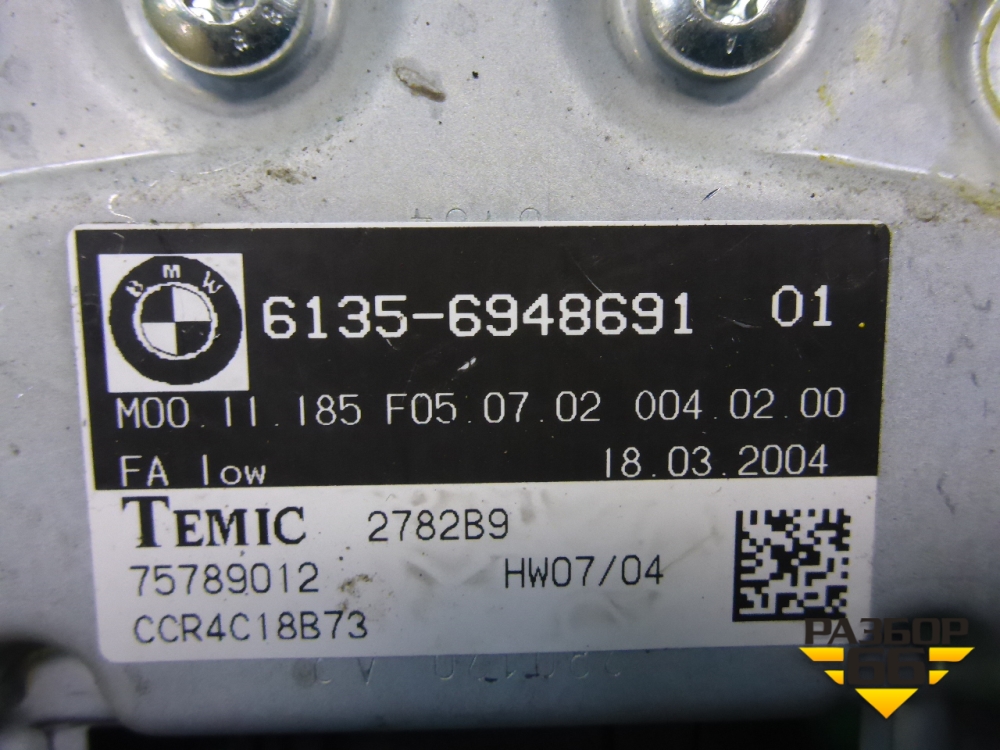 BMW
6135-6948691 01
M00.11.185 F05.07.02 004.02.00
FA low 18.03.2004
TEMIC 2782B9
75789012 HW07/04
CCR4C18B73
РАЗБОР
66